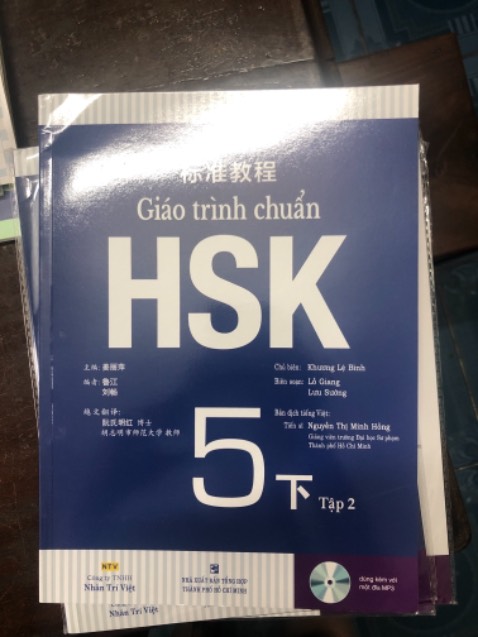 标准教程
Giáo trình chuẩn
HSK
主编: 姜丽萍
编者: 鲁江
刘畅
越文翻译:
阮氏明红 博士
胡志明市师范大学 教师
Chủ biên: Khương Lệ Bình
Biên soạn: Lỗ Giang
Lưu Sướng
Bản dịch tiếng Việt:
Tiến sĩ Nguyễn Thị Minh Hồng
Giảng viên trường Đại học Sư phạm
Thành phố Hồ Chí Minh
5下 Tập 2
NTV
Công ty TNHH
Nhân Trí Việt
NHÀ XUẤT BẢN TỔNG HỢP
THÀNH PHỐ HỒ CHÍ MINH
dùng kèm với
một đĩa MP3
Công ty TNHH
Nhân Trí Việt